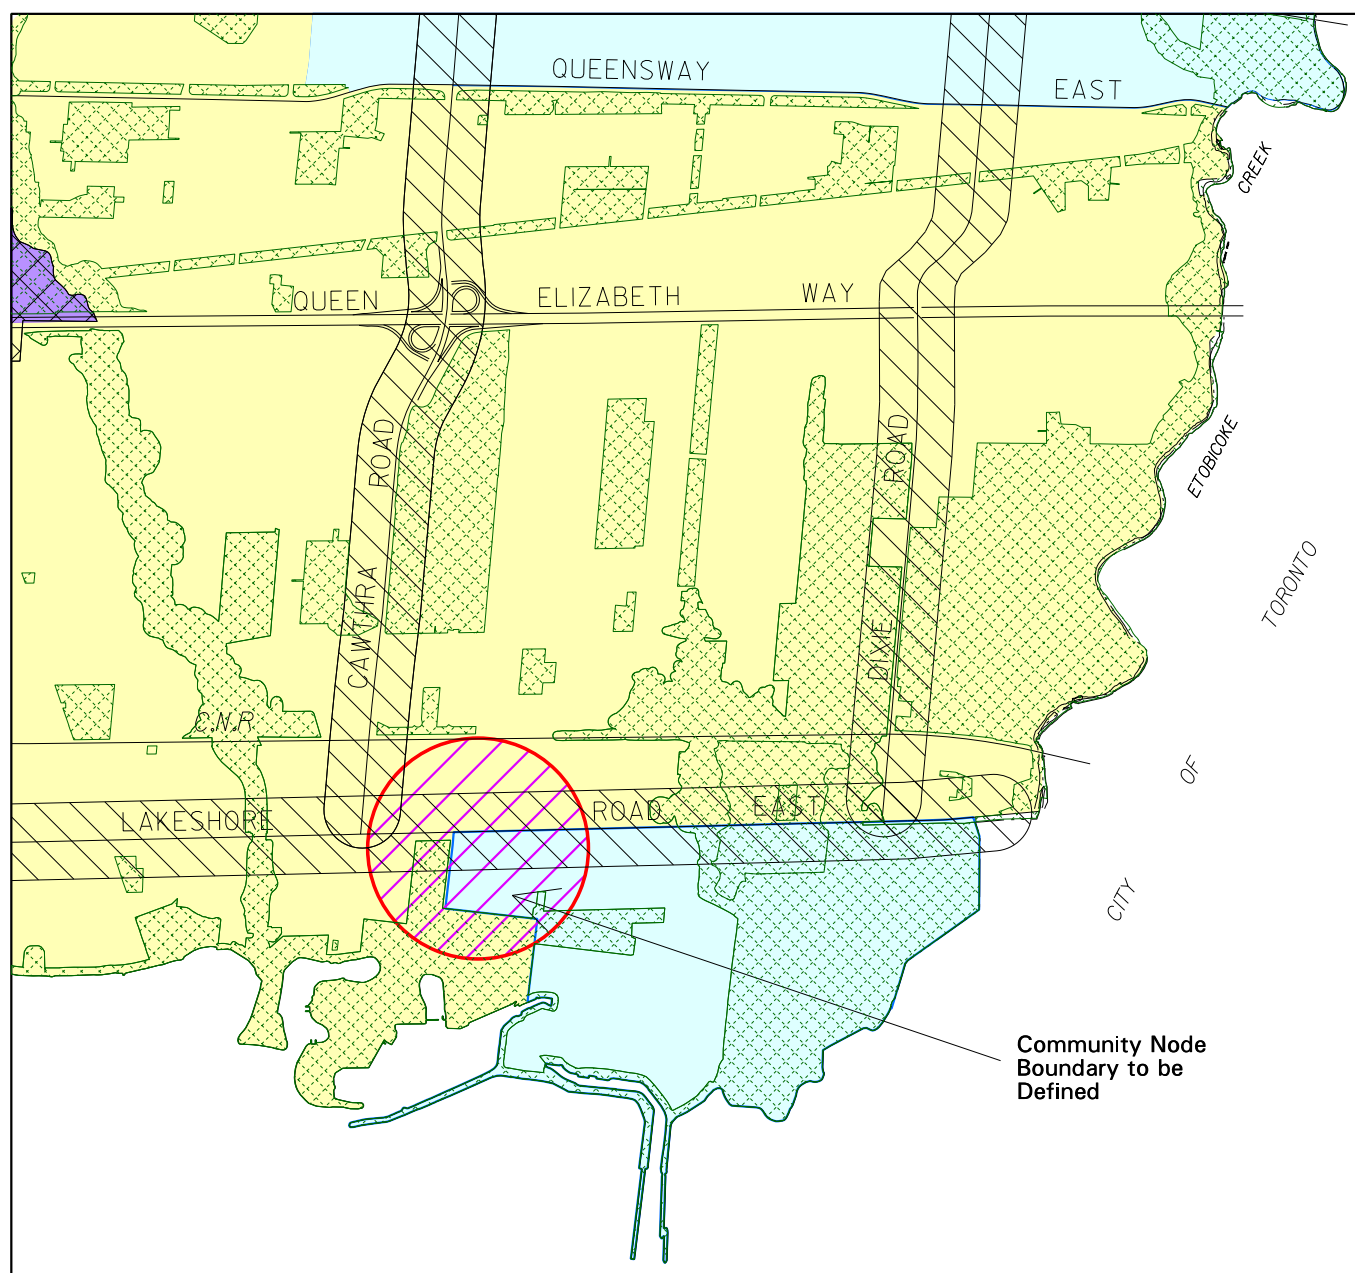 QUEENSWAY EAST
CREEK
QUEEN ELIZABETH WAY
CAWTHRA ROAD
DIXIE ROAD
ETOBICOKE
C.N.R
LAKESHORE ROAD EAST
CITY OF TORONTO
Community Node
Boundary to be
Defined